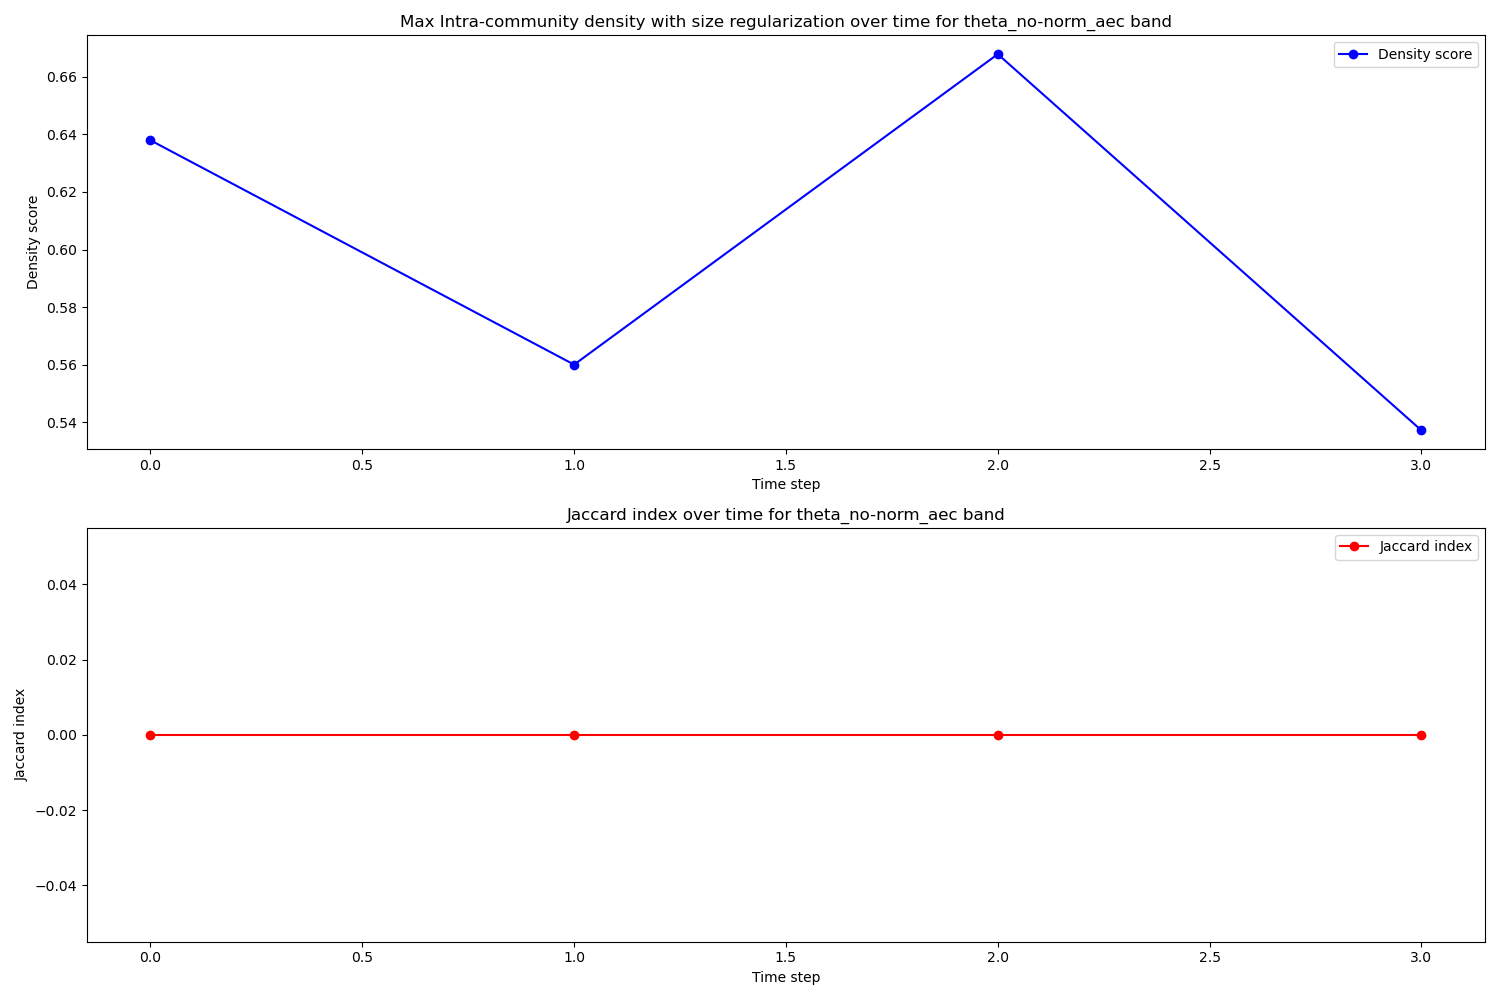 Max Intra-community density with size regularization over time for theta_no-norm_aec band
Density score
0.66
0.64
0.62
0.60
0.58
0.56
0.54
Density score
0.0 0.5 1.0 1.5 2.0 2.5 3.0
Time step
Jaccard index over time for theta_no-norm_aec band
Jaccard index
0.04
0.02
0.00
−0.02
−0.04
Jaccard index
0.0 0.5 1.0 1.5 2.0 2.5 3.0
Time step